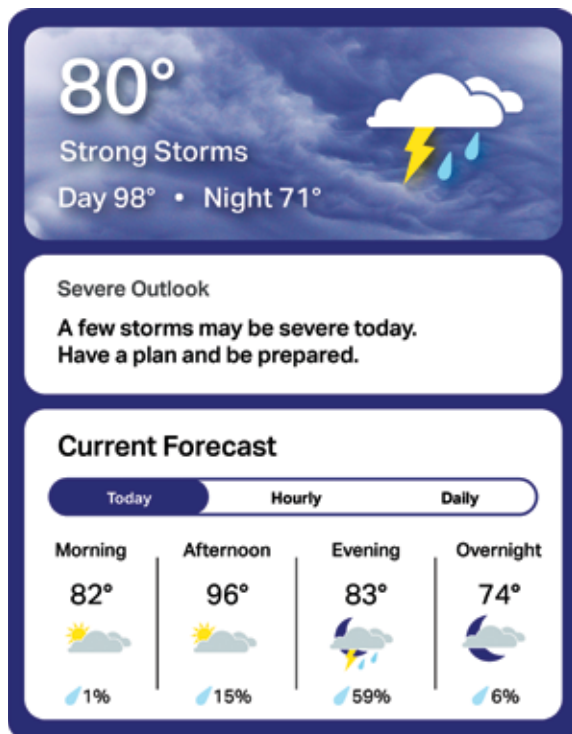 80°
Strong Storms
Day 98° • Night 71°
Severe Outlook
A few storms may be severe today.
Have a plan and be prepared.
Current Forecast
Today Hourly Daily
Morning Afternoon Evening Overnight
82° 96° 83° 74°
1% 15% 59% 6%